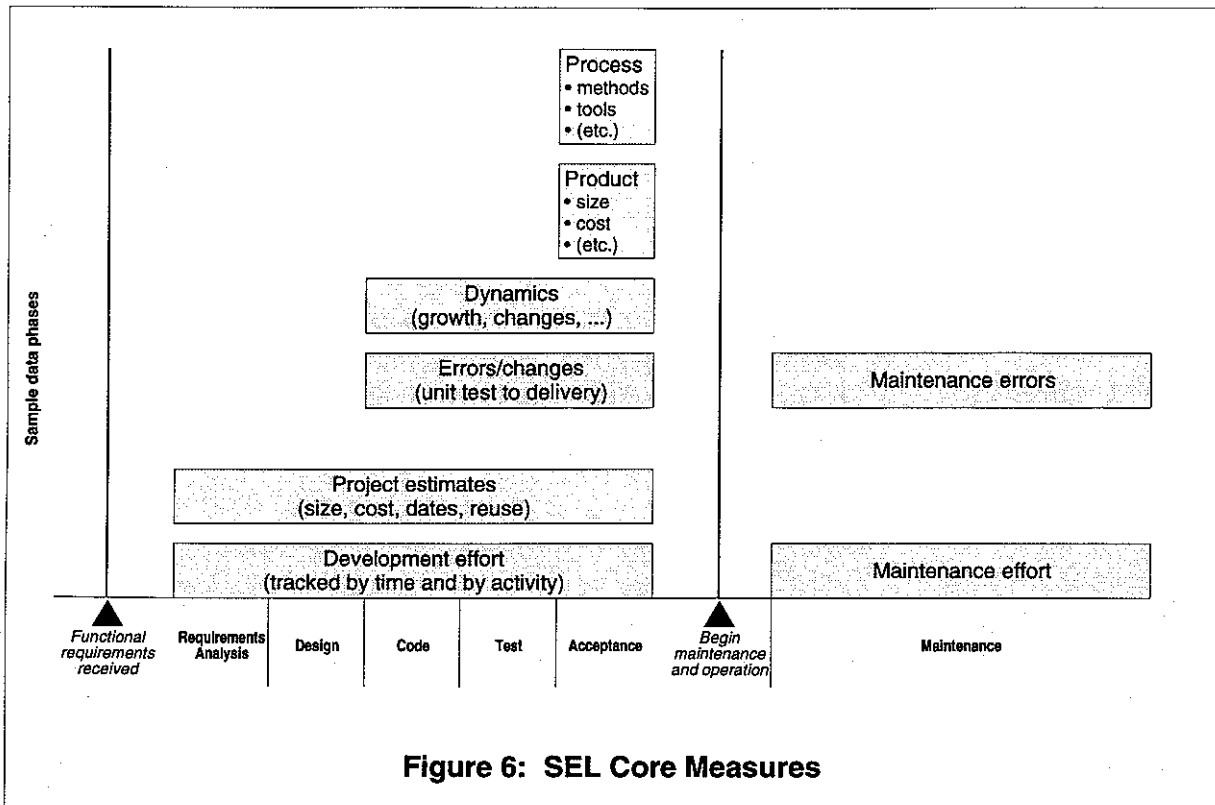 Process
• methods
• tools
• (etc.)
Product
• size
• cost
• (etc.)
Dynamics
(growth, changes, ...)
Errors/changes
(unit test to delivery)
Maintenance errors
Project estimates
(size, cost, dates, reuse)
Development effort
(tracked by time and by activity)
Maintenance effort
Sample data phases
Functional
requirements
received
Requirements
Analysis
Design
Code
Test
Acceptance
Begin
maintenance
and operation
Maintenance
Figure 6: SEL Core Measures